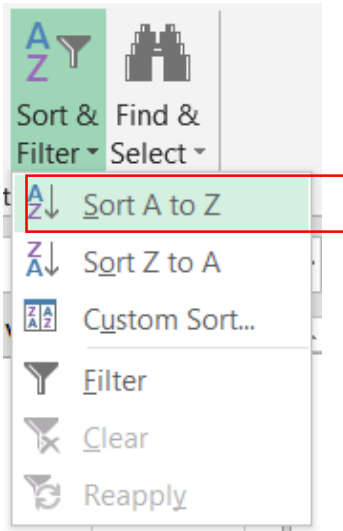 Sort & Find &
Filter Select
Sort A to Z
Sort Z to A
Custom Sort...
Filter
Clear
Reapply